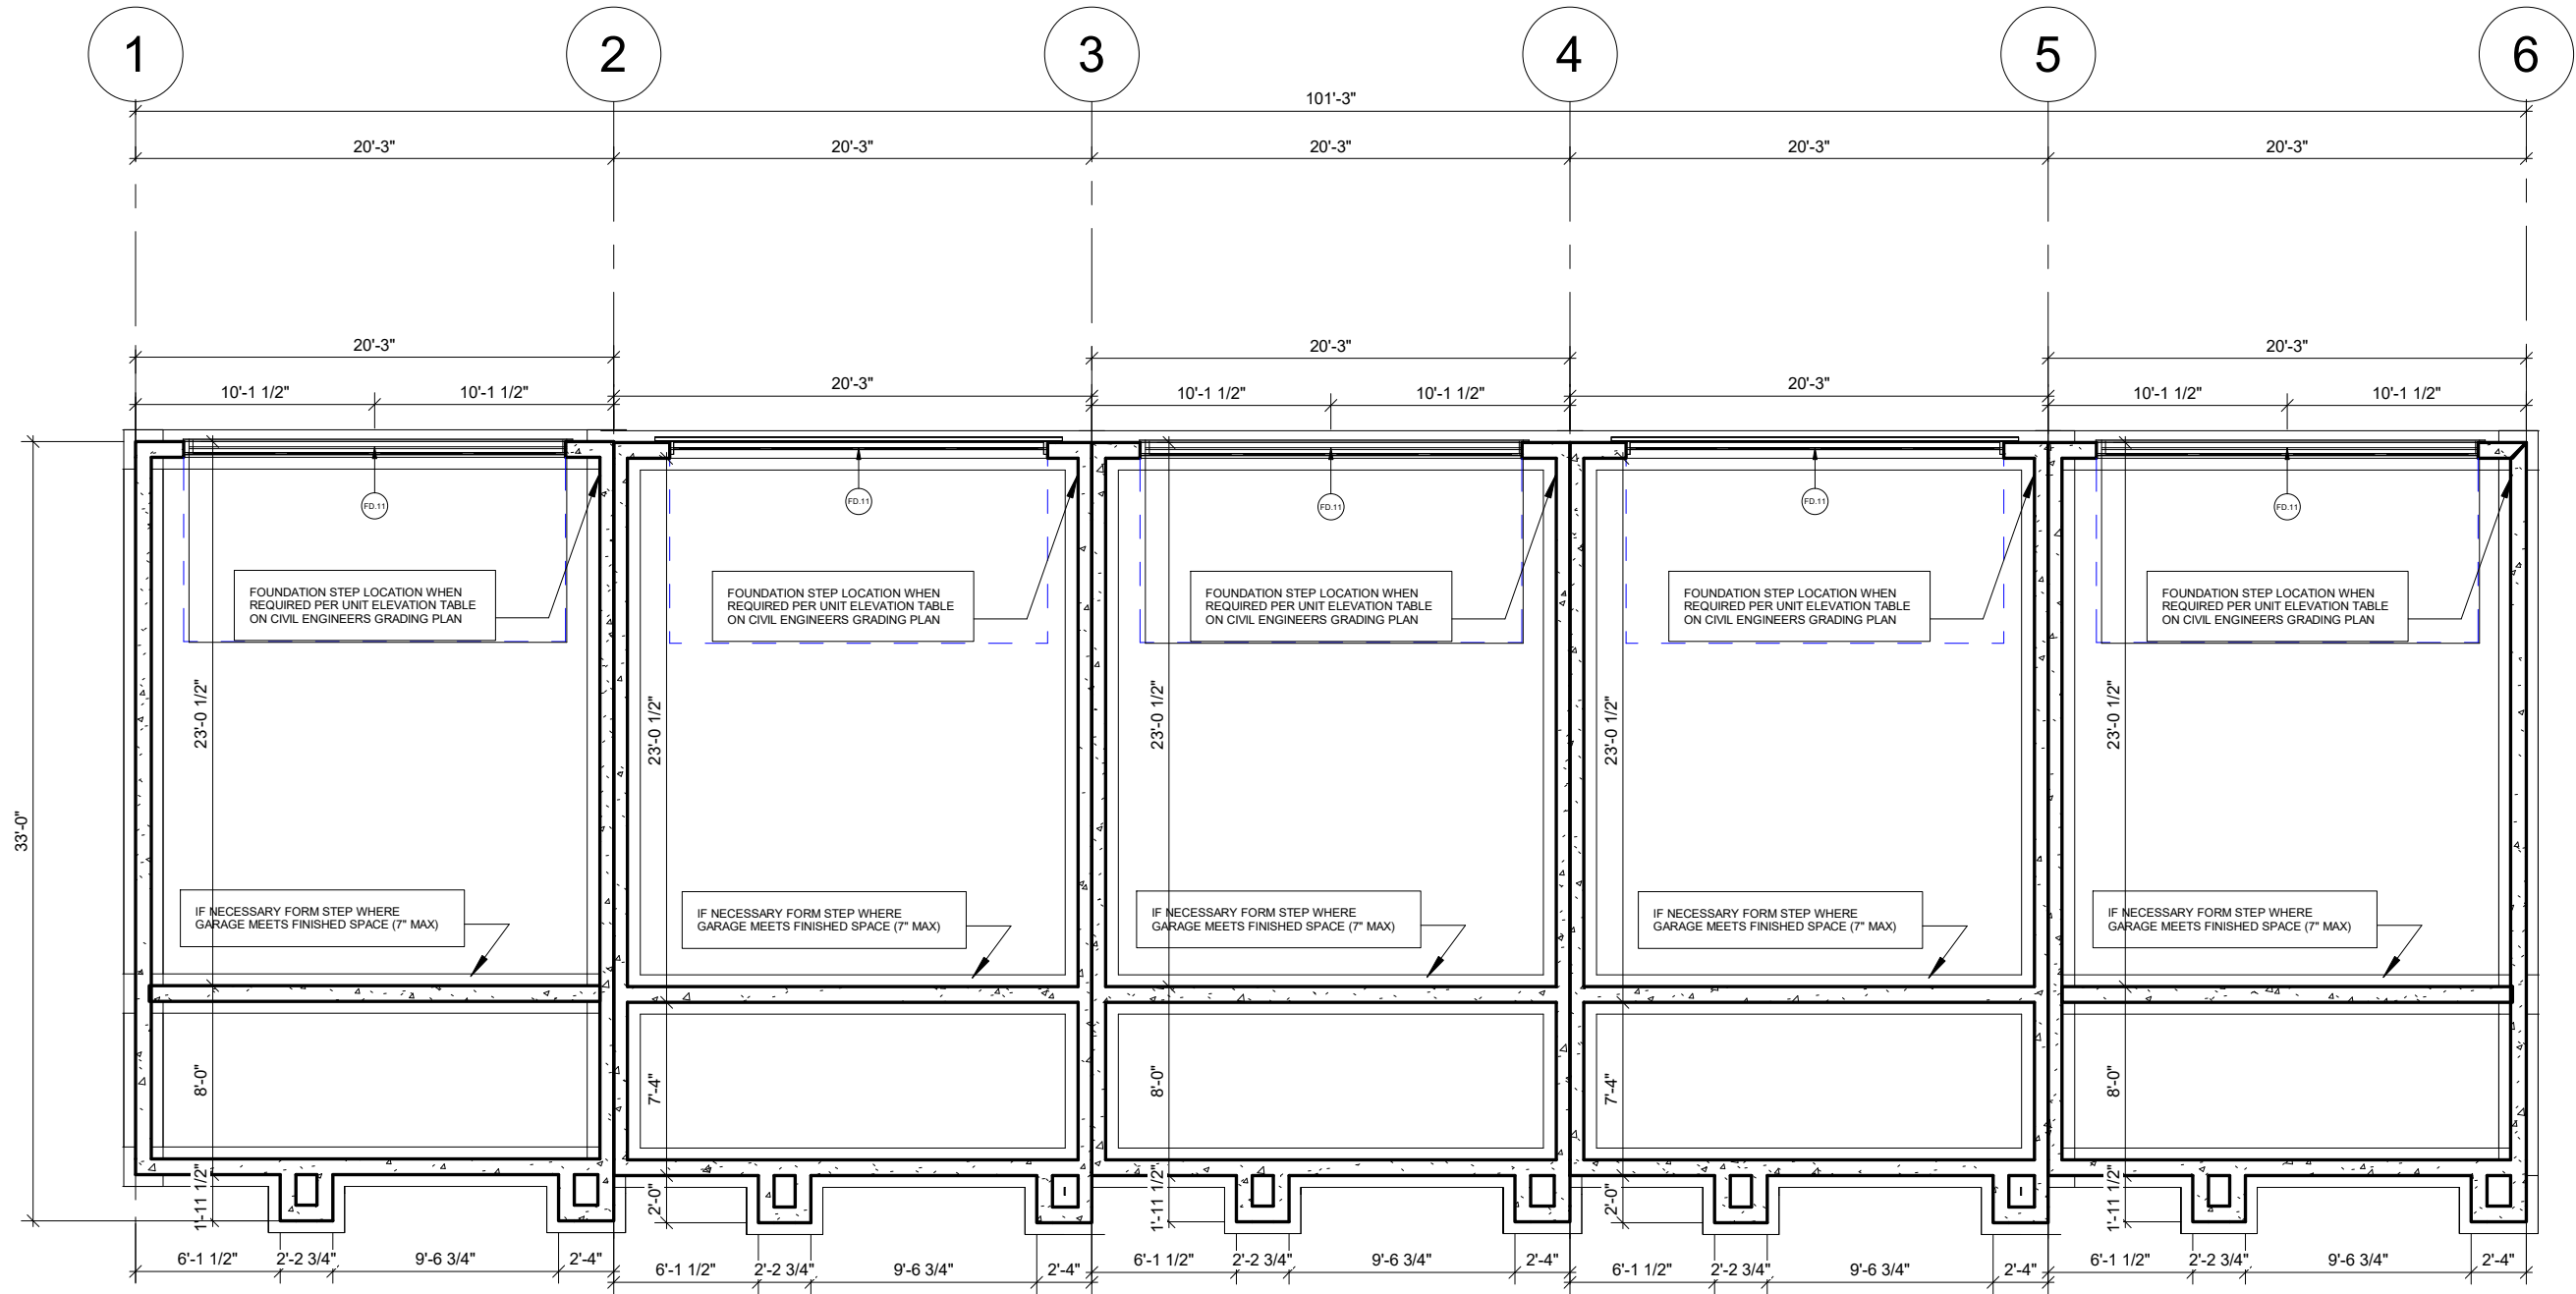 1 2 3 4 5 6
101'-3"
20'-3" 20'-3" 20'-3" 20'-3" 20'-3"
20'-3" 20'-3" 20'-3"
20'-3" 20'-3"
10'-1 1/2" 10'-1 1/2" 10'-1 1/2" 10'-1 1/2" 10'-1 1/2" 10'-1 1/2"
FD.11 FD.11 FD.11 FD.11 FD.11
FOUNDATION STEP LOCATION WHEN
REQUIRED PER UNIT ELEVATION TABLE
ON CIVIL ENGINEERS GRADING PLAN
FOUNDATION STEP LOCATION WHEN
REQUIRED PER UNIT ELEVATION TABLE
ON CIVIL ENGINEERS GRADING PLAN
FOUNDATION STEP LOCATION WHEN
REQUIRED PER UNIT ELEVATION TABLE
ON CIVIL ENGINEERS GRADING PLAN
FOUNDATION STEP LOCATION WHEN
REQUIRED PER UNIT ELEVATION TABLE
ON CIVIL ENGINEERS GRADING PLAN
FOUNDATION STEP LOCATION WHEN
REQUIRED PER UNIT ELEVATION TABLE
ON CIVIL ENGINEERS GRADING PLAN
23'-0 1/2" 23'-0 1/2" 23'-0 1/2" 23'-0 1/2" 23'-0 1/2"
33'-0"
IF NECESSARY FORM STEP WHERE
GARAGE MEETS FINISHED SPACE (7" MAX)
IF NECESSARY FORM STEP WHERE
GARAGE MEETS FINISHED SPACE (7" MAX)
IF NECESSARY FORM STEP WHERE
GARAGE MEETS FINISHED SPACE (7" MAX)
IF NECESSARY FORM STEP WHERE
GARAGE MEETS FINISHED SPACE (7" MAX)
IF NECESSARY FORM STEP WHERE
GARAGE MEETS FINISHED SPACE (7" MAX)
8'-0" 7'-4" 8'-0" 7'-4" 8'-0"
1'-11 1/2" 2'-0" 1'-11 1/2" 2'-0" 1'-11 1/2"
6'-1 1/2" 2'-2 3/4" 9'-6 3/4" 2'-4"
6'-1 1/2" 2'-2 3/4" 9'-6 3/4" 2'-4"
6'-1 1/2" 2'-2 3/4" 9'-6 3/4" 2'-4"
6'-1 1/2" 2'-2 3/4" 9'-6 3/4" 2'-4"
6'-1 1/2" 2'-2 3/4" 9'-6 3/4" 2'-4"